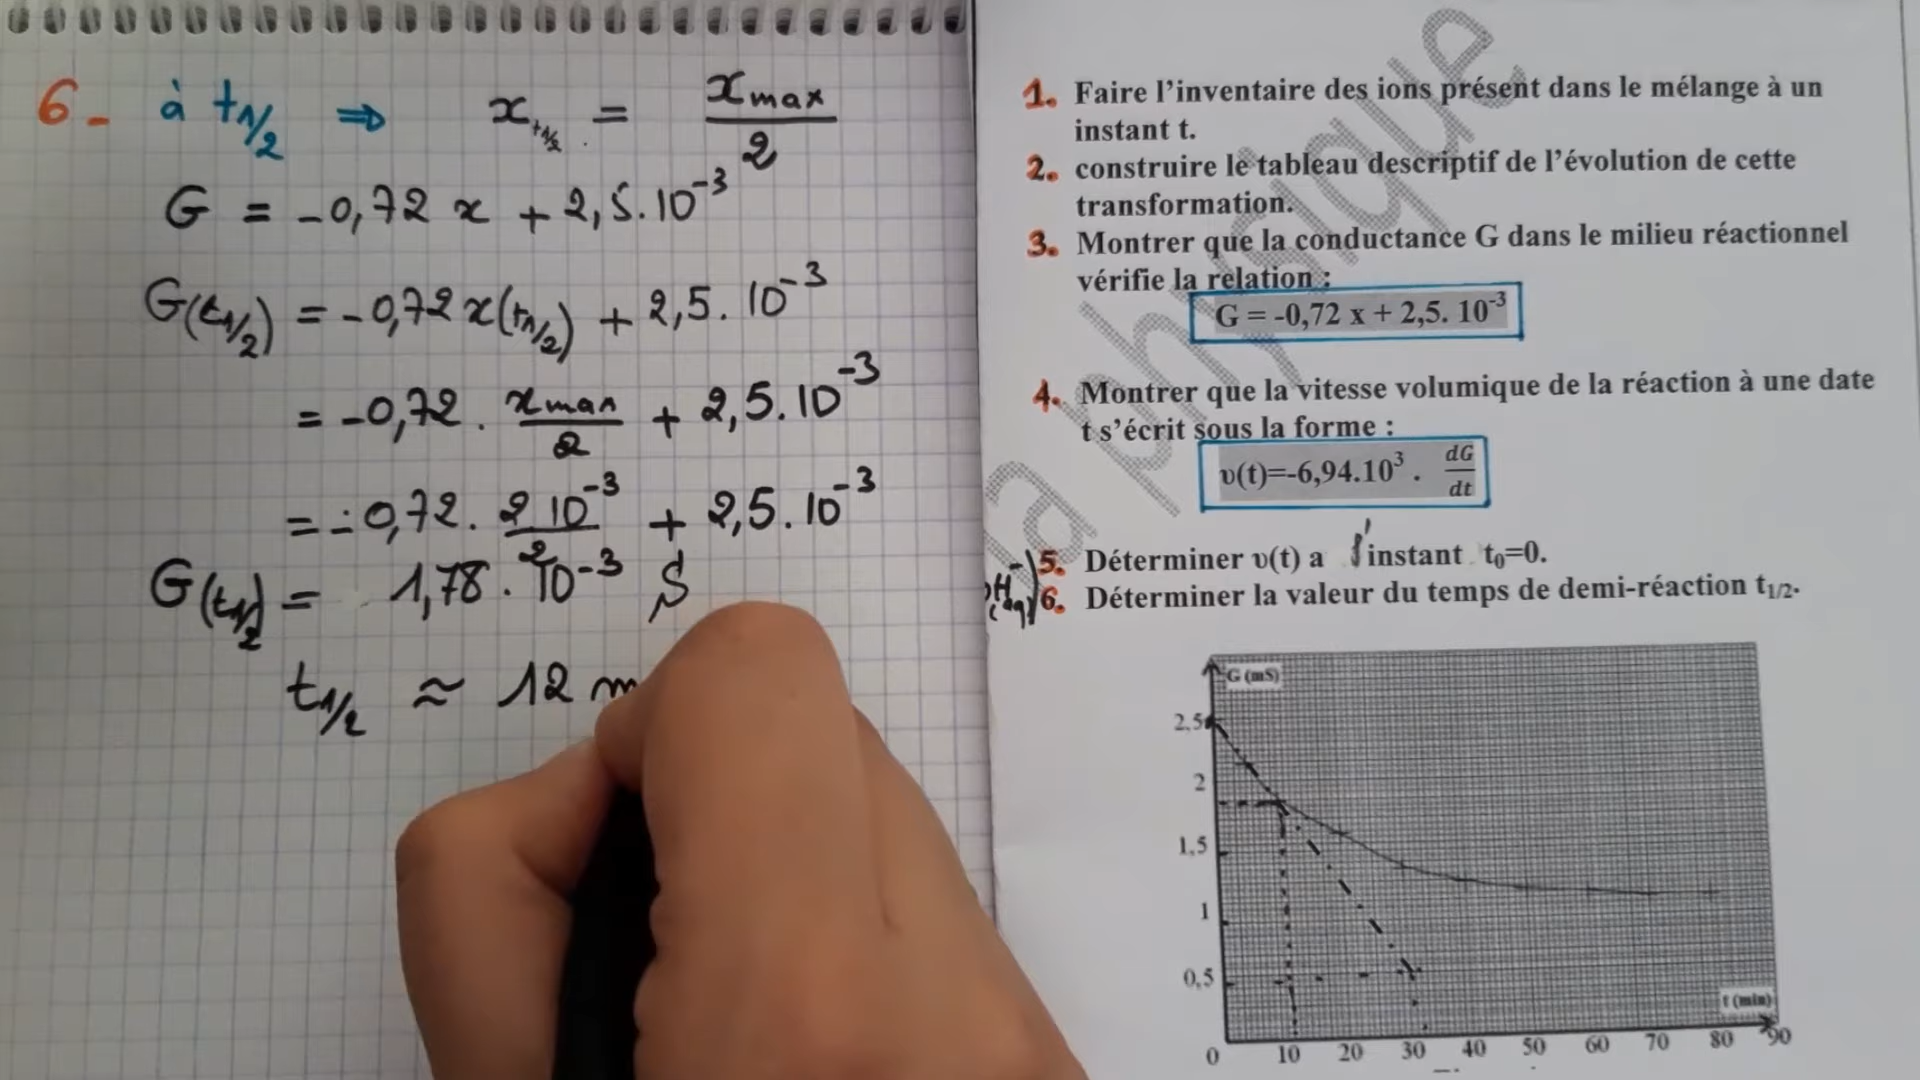 6- à t1/2 ⇒ x t1/2 = xmax/2
G = -0,72 x + 2,5.10⁻³
G(t1/2) = -0,72 x(t1/2) + 2,5. 10⁻³
= -0,72 . xmax/2 + 2,5.10⁻³
= -0,72. 2 10⁻³/2 + 2,5.10⁻³
G(t1/2) = 1,78.10⁻³ S
t1/2 ≈ 12 m
la physique
1. Faire l'inventaire des ions présent dans le mélange à un
instant t.
2. construire le tableau descriptif de l'évolution de cette
transformation.
3. Montrer que la conductance G dans le milieu réactionnel
vérifie la relation :
G = -0,72 x + 2,5. 10⁻³
4. Montrer que la vitesse volumique de la réaction à une date
t s'écrit sous la forme :
υ(t)=-6,94.10³ . dG/dt
5. Déterminer υ(t) a l'instant t₀=0.
6. Déterminer la valeur du temps de demi-réaction t1/2.
G (mS)
2,5
2
1,5
1
0,5
t (min)
0 10 20 30 40 50 60 70 80 90